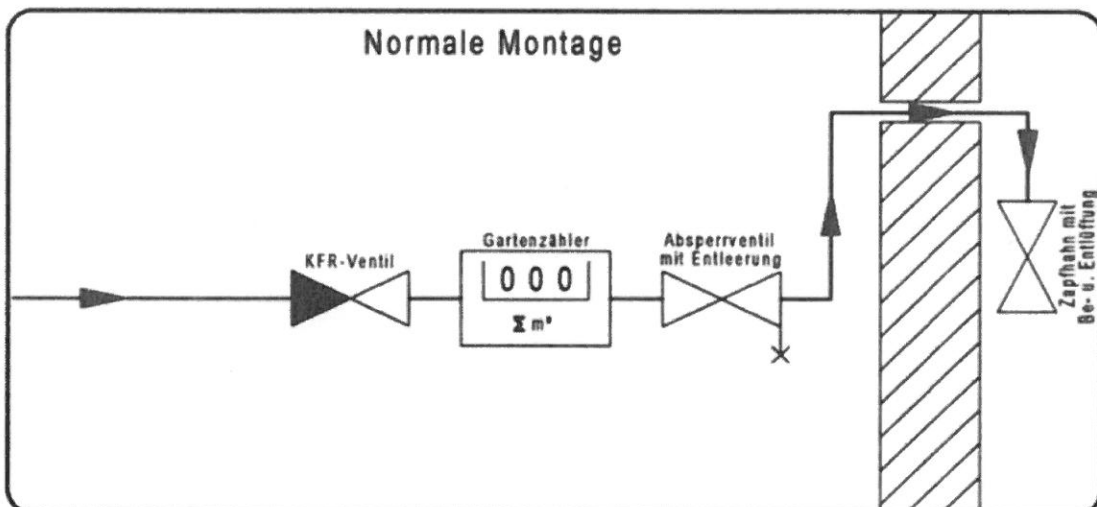 Normale Montage
KFR-Ventil
Gartenzähler
0 0 0
Σ m³
Absperrventil
mit Entleerung
Zapfhahn mit
Be- u. Entlüftung